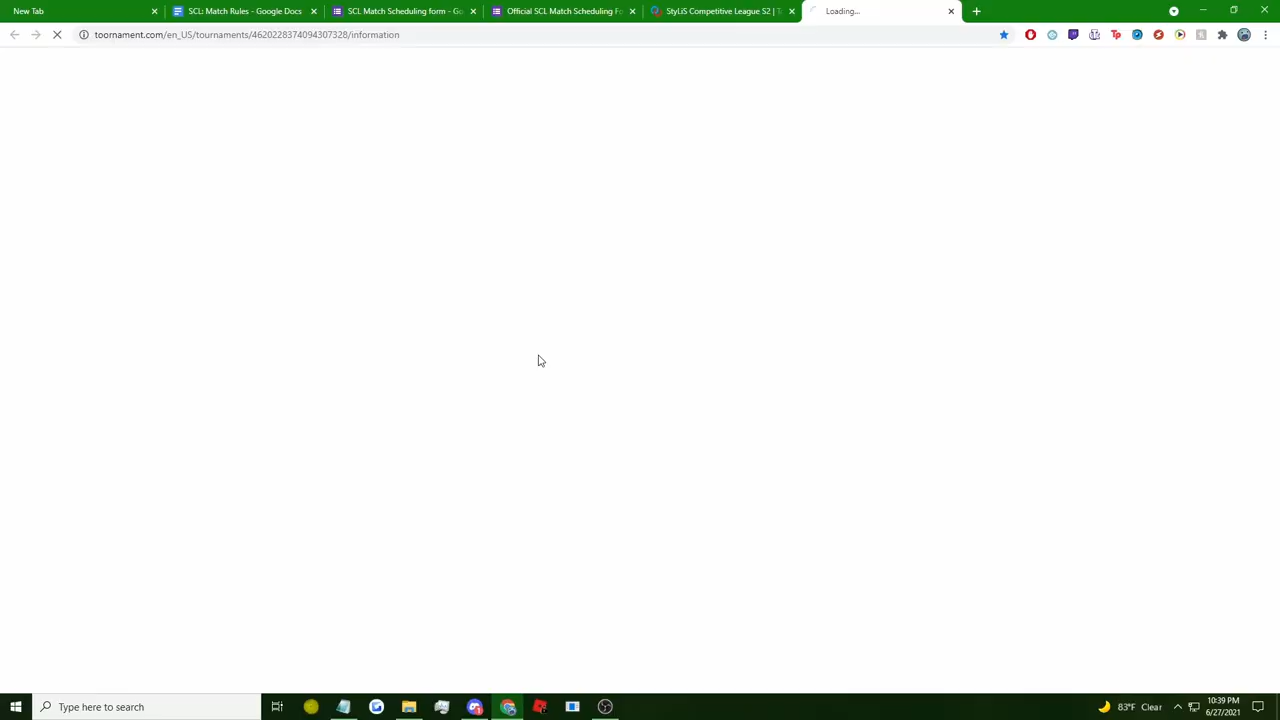 New Tab
SCL: Match Rules - Google Docs
SCL Match Scheduling form - Go
Official SCL Match Scheduling Fo
StyLiS Competitive League S2 | To
Loading...
toornament.com/en_US/tournaments/4620228374094307328/information
Tp
Type here to search
83°F Clear
10:39 PM
6/27/2021